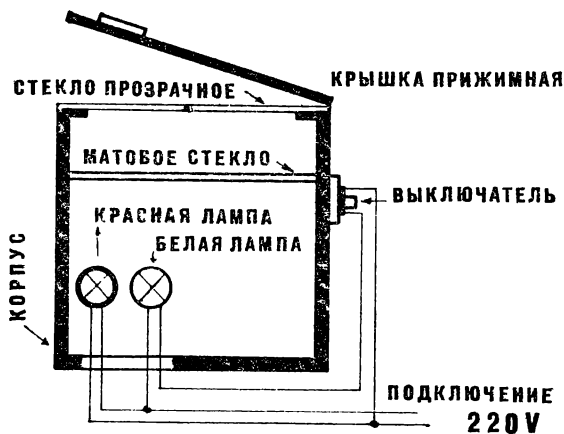 КРЫШКА ПРИЖИМНАЯ
СТЕКЛО ПРОЗРАЧНОЕ
МАТОВОЕ СТЕКЛО
ВЫКЛЮЧАТЕЛЬ
КРАСНАЯ ЛАМПА
БЕЛАЯ ЛАМПА
КОРПУС
ПОДКЛЮЧЕНИЕ
220V